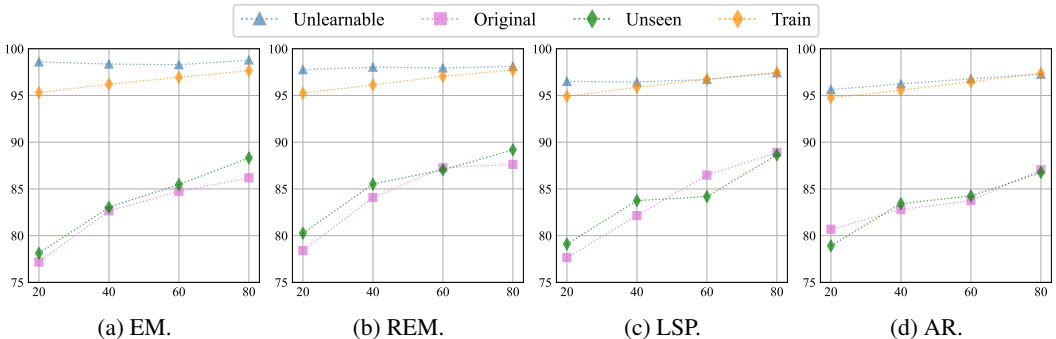 Unlearnable Original Unseen Train
100 100 100 100
95 95 95 95
90 90 90 90
85 85 85 85
80 80 80 80
75 75 75 75
20 40 60 80 20 40 60 80 20 40 60 80 20 40 60 80
(a) EM. (b) REM. (c) LSP. (d) AR.